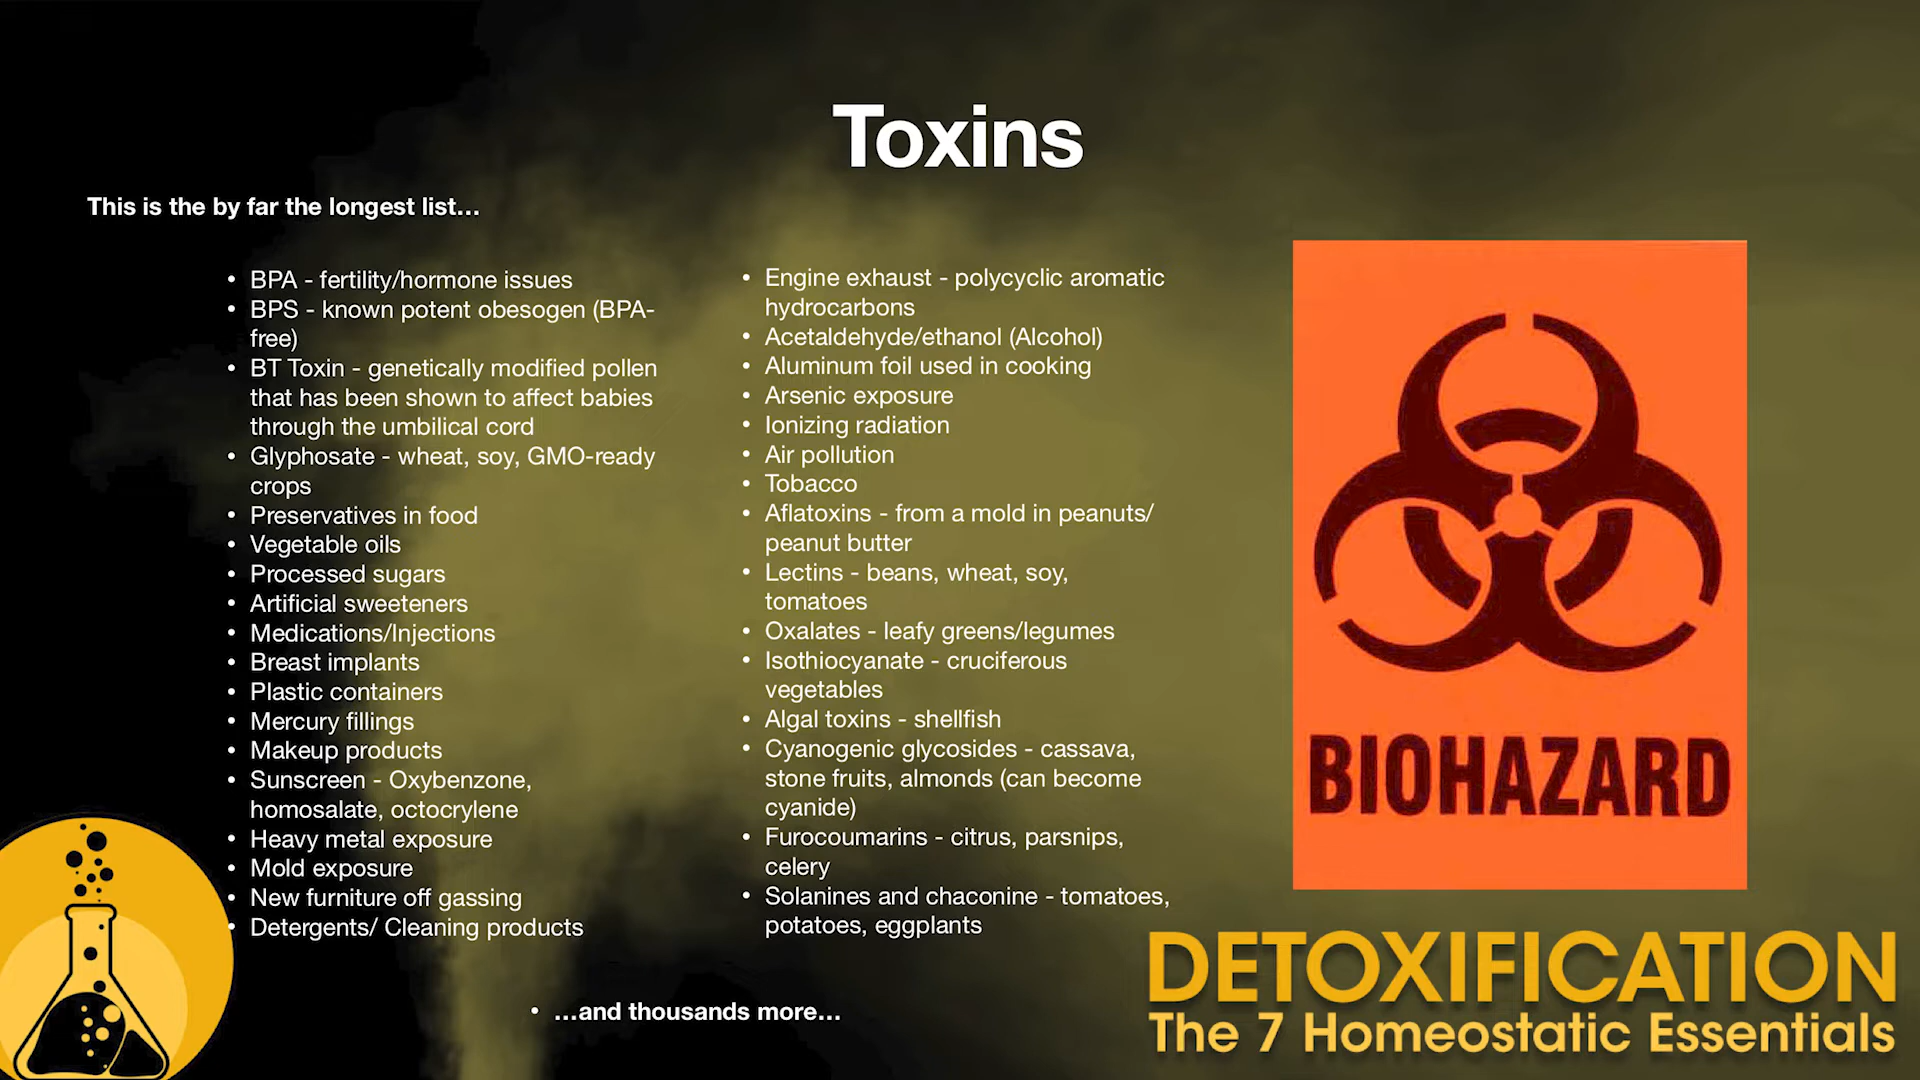 Toxins
This is the by far the longest list...
• BPA - fertility/hormone issues
• BPS - known potent obesogen (BPA-
free)
• BT Toxin - genetically modified pollen
that has been shown to affect babies
through the umbilical cord
• Glyphosate - wheat, soy, GMO-ready
crops
• Preservatives in food
• Vegetable oils
• Processed sugars
• Artificial sweeteners
• Medications/Injections
• Breast implants
• Plastic containers
• Mercury fillings
• Makeup products
• Sunscreen - Oxybenzone,
homosalate, octocrylene
• Heavy metal exposure
• Mold exposure
• New furniture off gassing
• Detergents/ Cleaning products
• Engine exhaust - polycyclic aromatic
hydrocarbons
• Acetaldehyde/ethanol (Alcohol)
• Aluminum foil used in cooking
• Arsenic exposure
• Ionizing radiation
• Air pollution
• Tobacco
• Aflatoxins - from a mold in peanuts/
peanut butter
• Lectins - beans, wheat, soy,
tomatoes
• Oxalates - leafy greens/legumes
• Isothiocyanate - cruciferous
vegetables
• Algal toxins - shellfish
• Cyanogenic glycosides - cassava,
stone fruits, almonds (can become
cyanide)
• Furocoumarins - citrus, parsnips,
celery
• Solanines and chaconine - tomatoes,
potatoes, eggplants
• ...and thousands more...
BIOHAZARD
DETOXIFICATION
The 7 Homeostatic Essentials